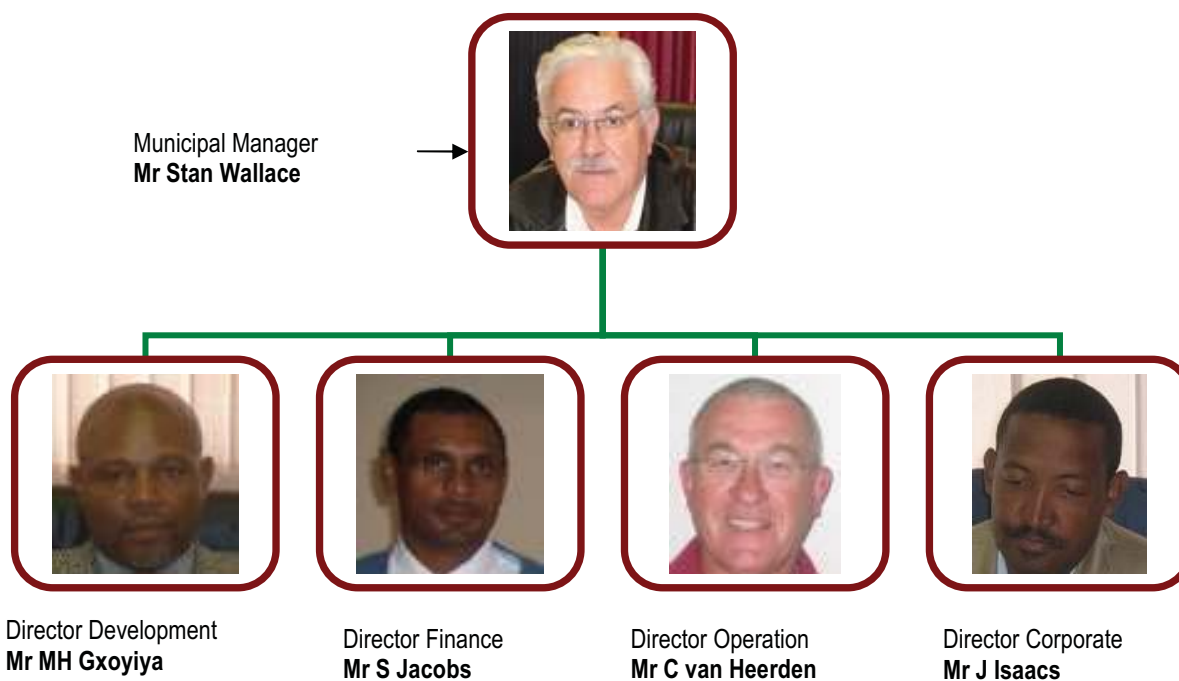 Municipal Manager
Mr Stan Wallace
Director Development
Mr MH Gxoyiya
Director Finance
Mr S Jacobs
Director Operation
Mr C van Heerden
Director Corporate
Mr J Isaacs